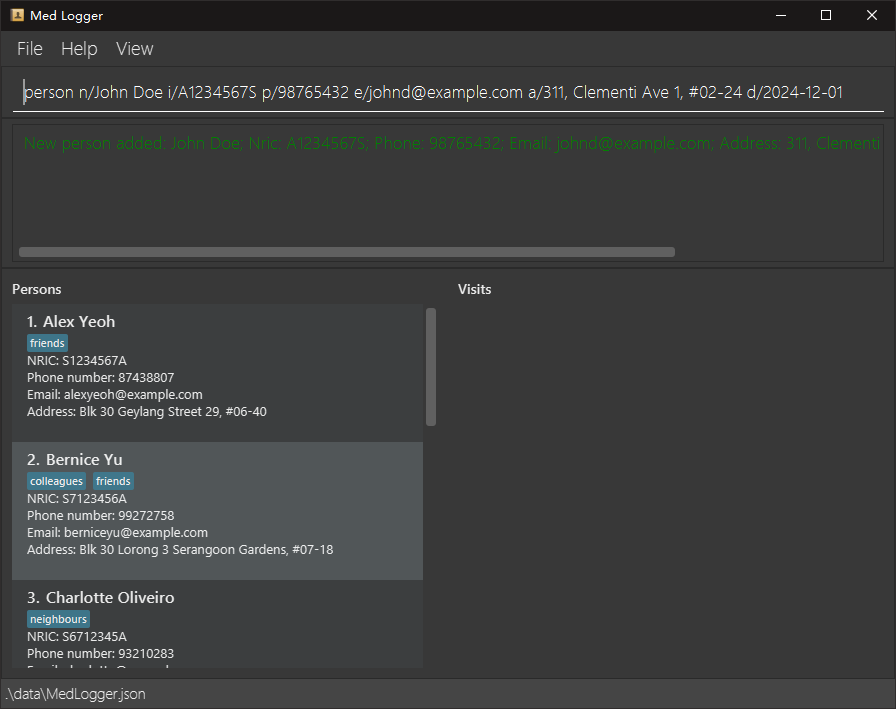 Med Logger
File Help View
person n/John Doe i/A1234567S p/98765432 e/johnd@example.com a/311, Clementi Ave 1, #02-24 d/2024-12-01
New person added: John Doe; Nric: A1234567S; Phone: 98765432; Email: johnd@example.com; Address: 311, Clementi
Persons
1. Alex Yeoh
friends
NRIC: S1234567A
Phone number: 87438807
Email: alexyeoh@example.com
Address: Blk 30 Geylang Street 29, #06-40
2. Bernice Yu
colleagues friends
NRIC: S7123456A
Phone number: 99272758
Email: berniceyu@example.com
Address: Blk 30 Lorong 3 Serangoon Gardens, #07-18
3. Charlotte Oliveiro
neighbours
NRIC: S6712345A
Phone number: 93210283
Visits
.\data\MedLogger.json